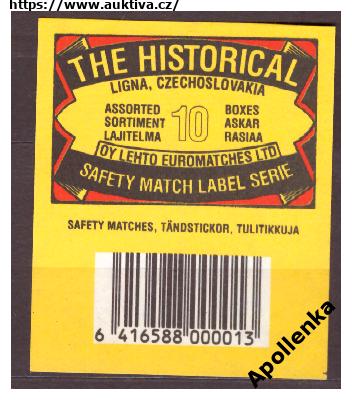 https://www.auktiva.cz/
THE HISTORICAL
LIGNA, CZECHOSLOVAKIA
ASSORTED 10 BOXES
SORTIMENT ASKAR
LAJITELMA RASIAA
OY LEHTO EUROMATCHES LTD
SAFETY MATCH LABEL SERIE
SAFETY MATCHES, TÄNDSTICKOR, TULITIKKUJA
6 416588 000013
Apollenka